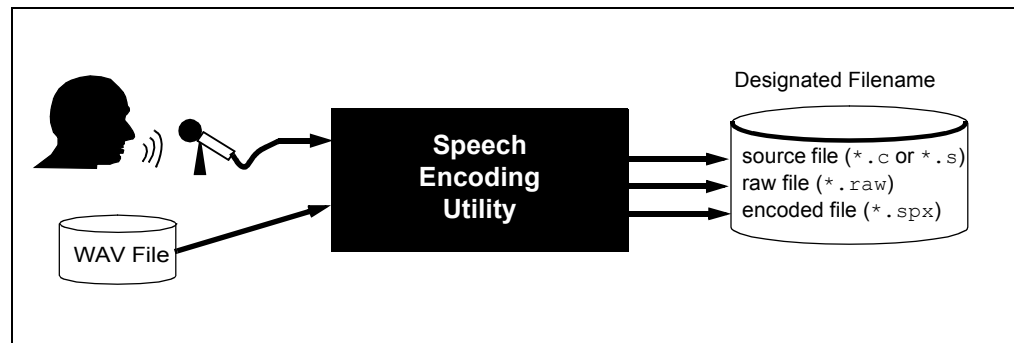 Designated Filename
Speech
Encoding
Utility
source file (*.c or *.s)
raw file (*.raw)
encoded file (*.spx)
WAV File